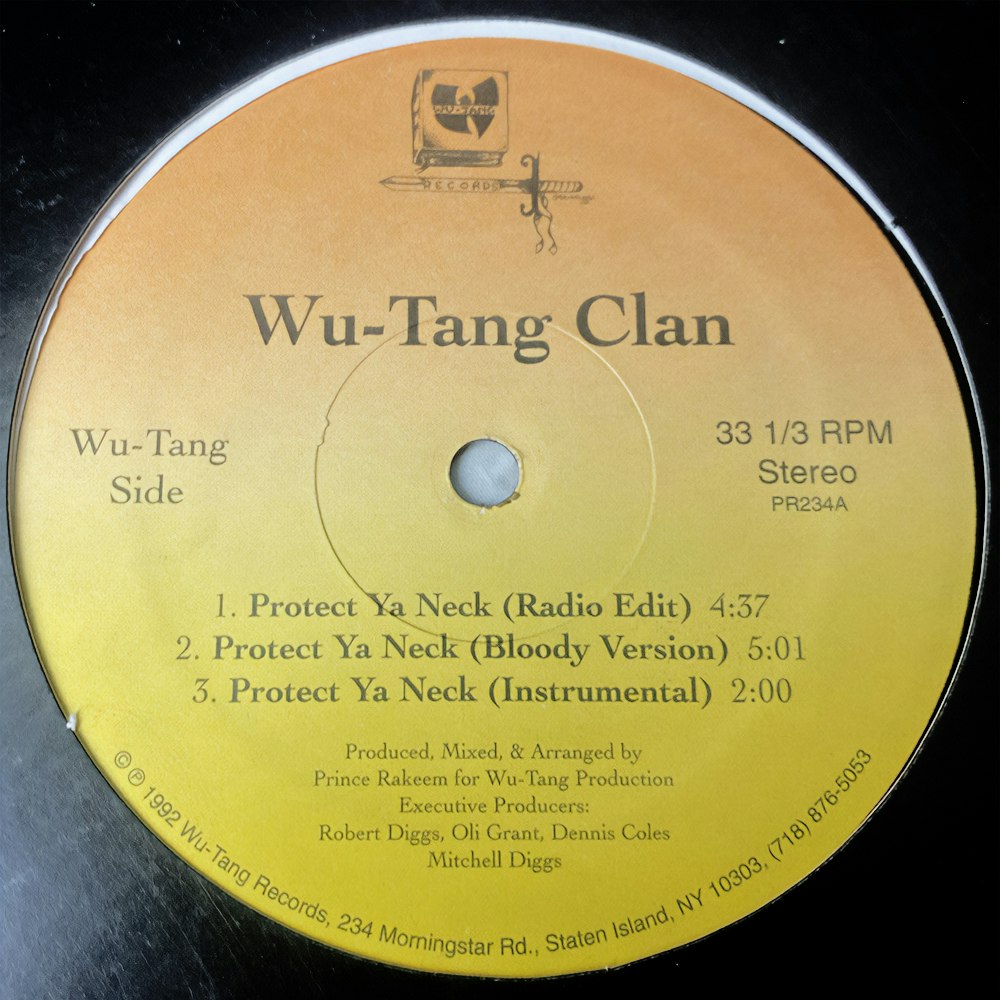 WU-TANG
RECORDS
Wu-Tang Clan
Wu-Tang
Side
33 1/3 RPM
Stereo
PR234A
1. Protect Ya Neck (Radio Edit) 4:37
2. Protect Ya Neck (Bloody Version) 5:01
3. Protect Ya Neck (Instrumental) 2:00
Produced, Mixed, & Arranged by
Prince Rakeem for Wu-Tang Production
Executive Producers:
Robert Diggs, Oli Grant, Dennis Coles
Mitchell Diggs
©℗ 1992 Wu-Tang Records, 234 Morningstar Rd., Staten Island, NY 10303, (718) 876-5053